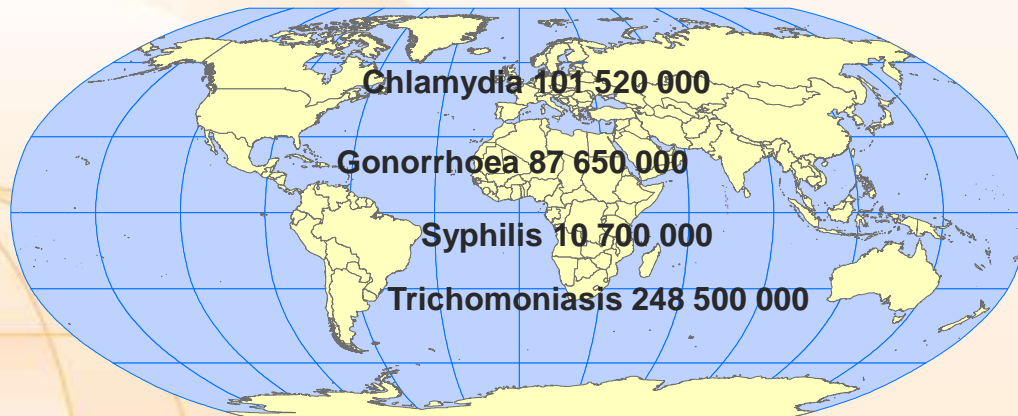 Chlamydia 101 520 000
Gonorrhoea 87 650 000
Syphilis 10 700 000
Trichomoniasis 248 500 000